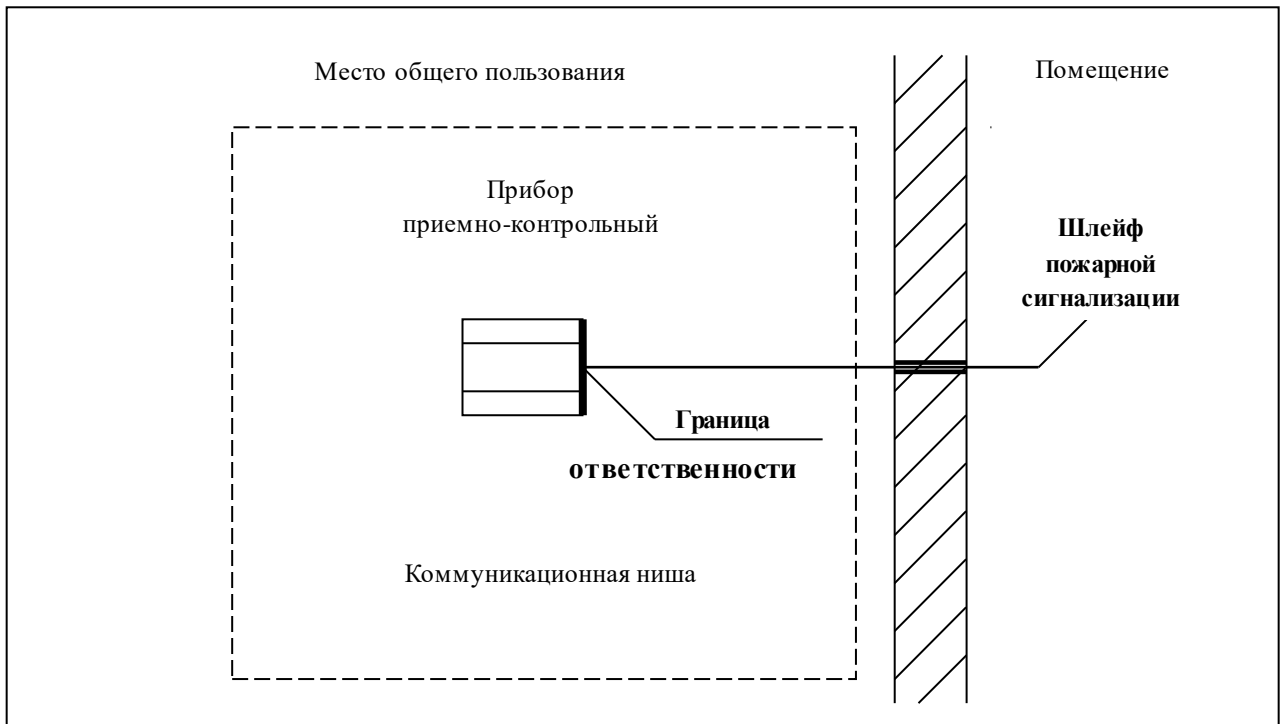 Место общего пользования
Помещение
Прибор
приемно-контрольный
Шлейф
пожарной
сигнализации
Граница
ответственности
Коммуникационная ниша